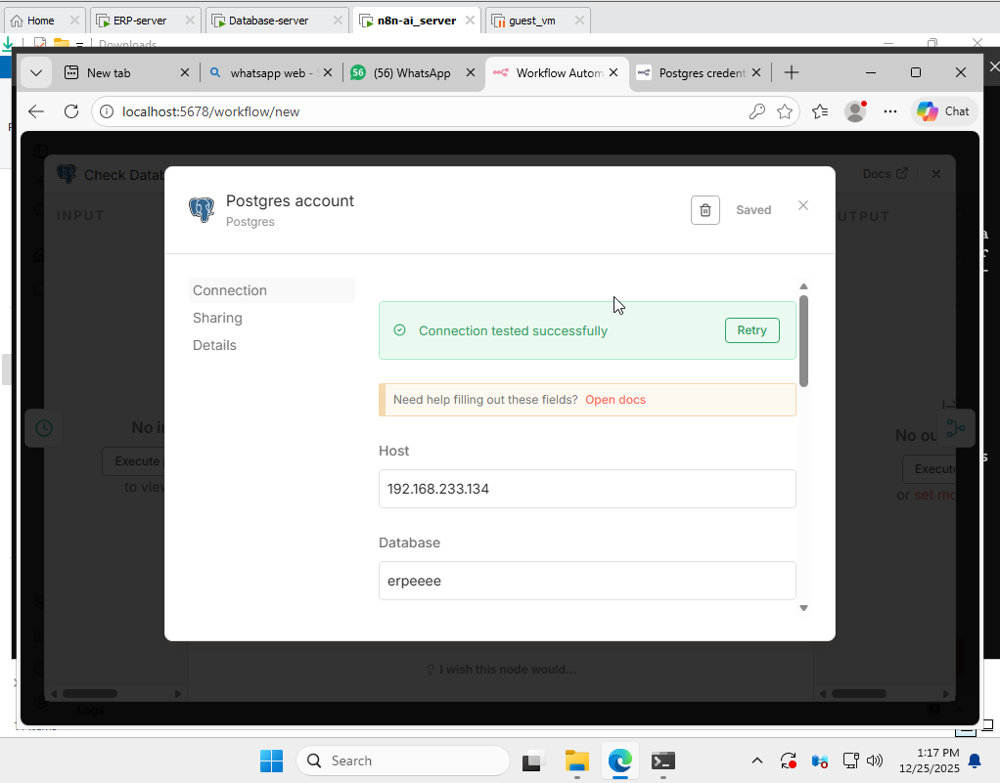 Home
ERP-server
Database-server
n8n-ai_server
guest_vm
Downloads
New tab
whatsapp web -
56
(56) WhatsApp
Workflow Autom
Postgres credent
localhost:5678/workflow/new
Chat
Check Datab
Docs
INPUT
UTPUT
Postgres account
Postgres
Saved
Connection
Sharing
Details
Connection tested successfully
Retry
Need help filling out these fields? Open docs
Host
192.168.233.134
Database
erpeeee
No i
Execute
to view
No ou
Execute
or set mo
I wish this node would...
Logs
Search
1:17 PM
12/25/2025